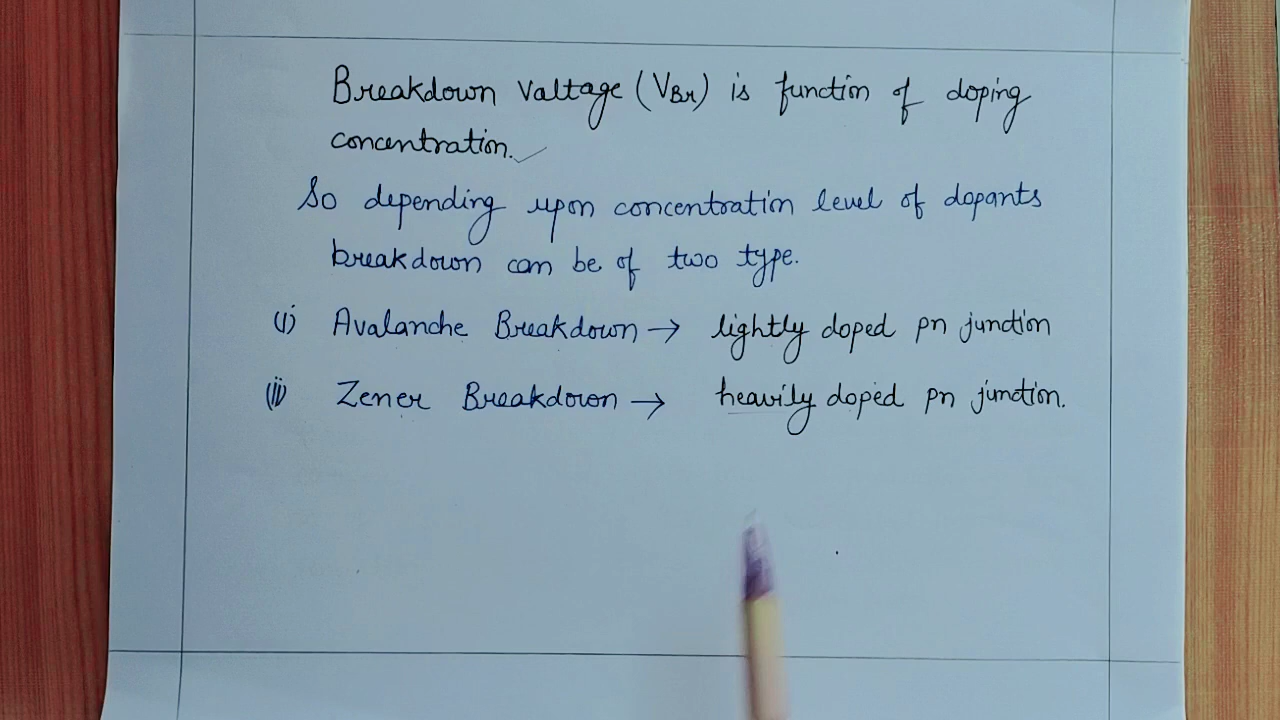 Breakdown Valtage (VBr) is function of doping
concentration.
So depending upon concentration level of dopants
breakdown can be of two type.
(i) Avalanche Breakdown → lightly doped pn junction
(ii) Zener Breakdown → heavily doped pn junction.